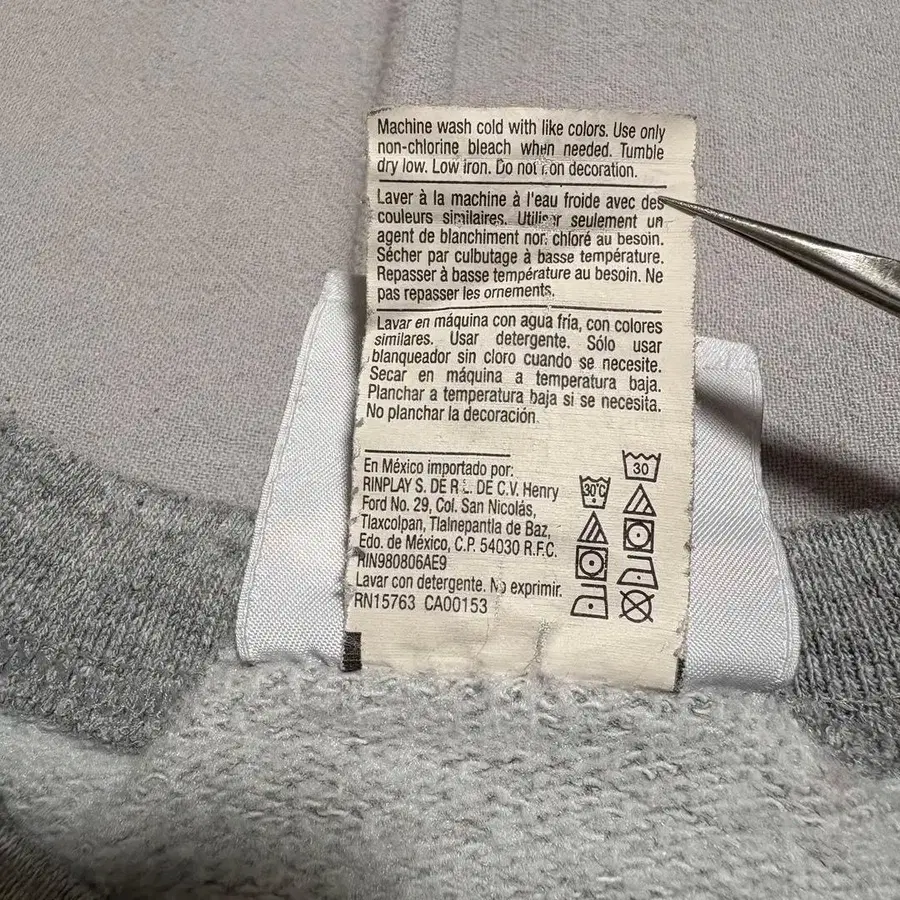 Machine wash cold with like colors. Use only
non-chlorine bleach when needed. Tumble
dry low. Low iron. Do not iron decoration.
Laver à la machine à l'eau froide avec des
couleurs similaires. Utiliser seulement un
agent de blanchiment non chloré au besoin.
Sécher par culbutage à basse température.
Repasser à basse température au besoin. Ne
pas repasser les ornements.
Lavar en máquina con agua fría, con colores
similares. Usar detergente. Sólo usar
blanqueador sin cloro cuando se necesite.
Secar en máquina a temperatura baja.
Planchar a temperatura baja si se necesita.
No planchar la decoración.
En México importado por:
RINPLAY S. DE R.L. DE C.V. Henry
Ford No. 29, Col. San Nicolás,
Tlaxcolpan, Tlalnepantla de Baz,
Edo. de México, C.P. 54030 R.F.C.
RIN980806AE9
Lavar con detergente. No exprimir.
RN15763 CA00153
30°C
30